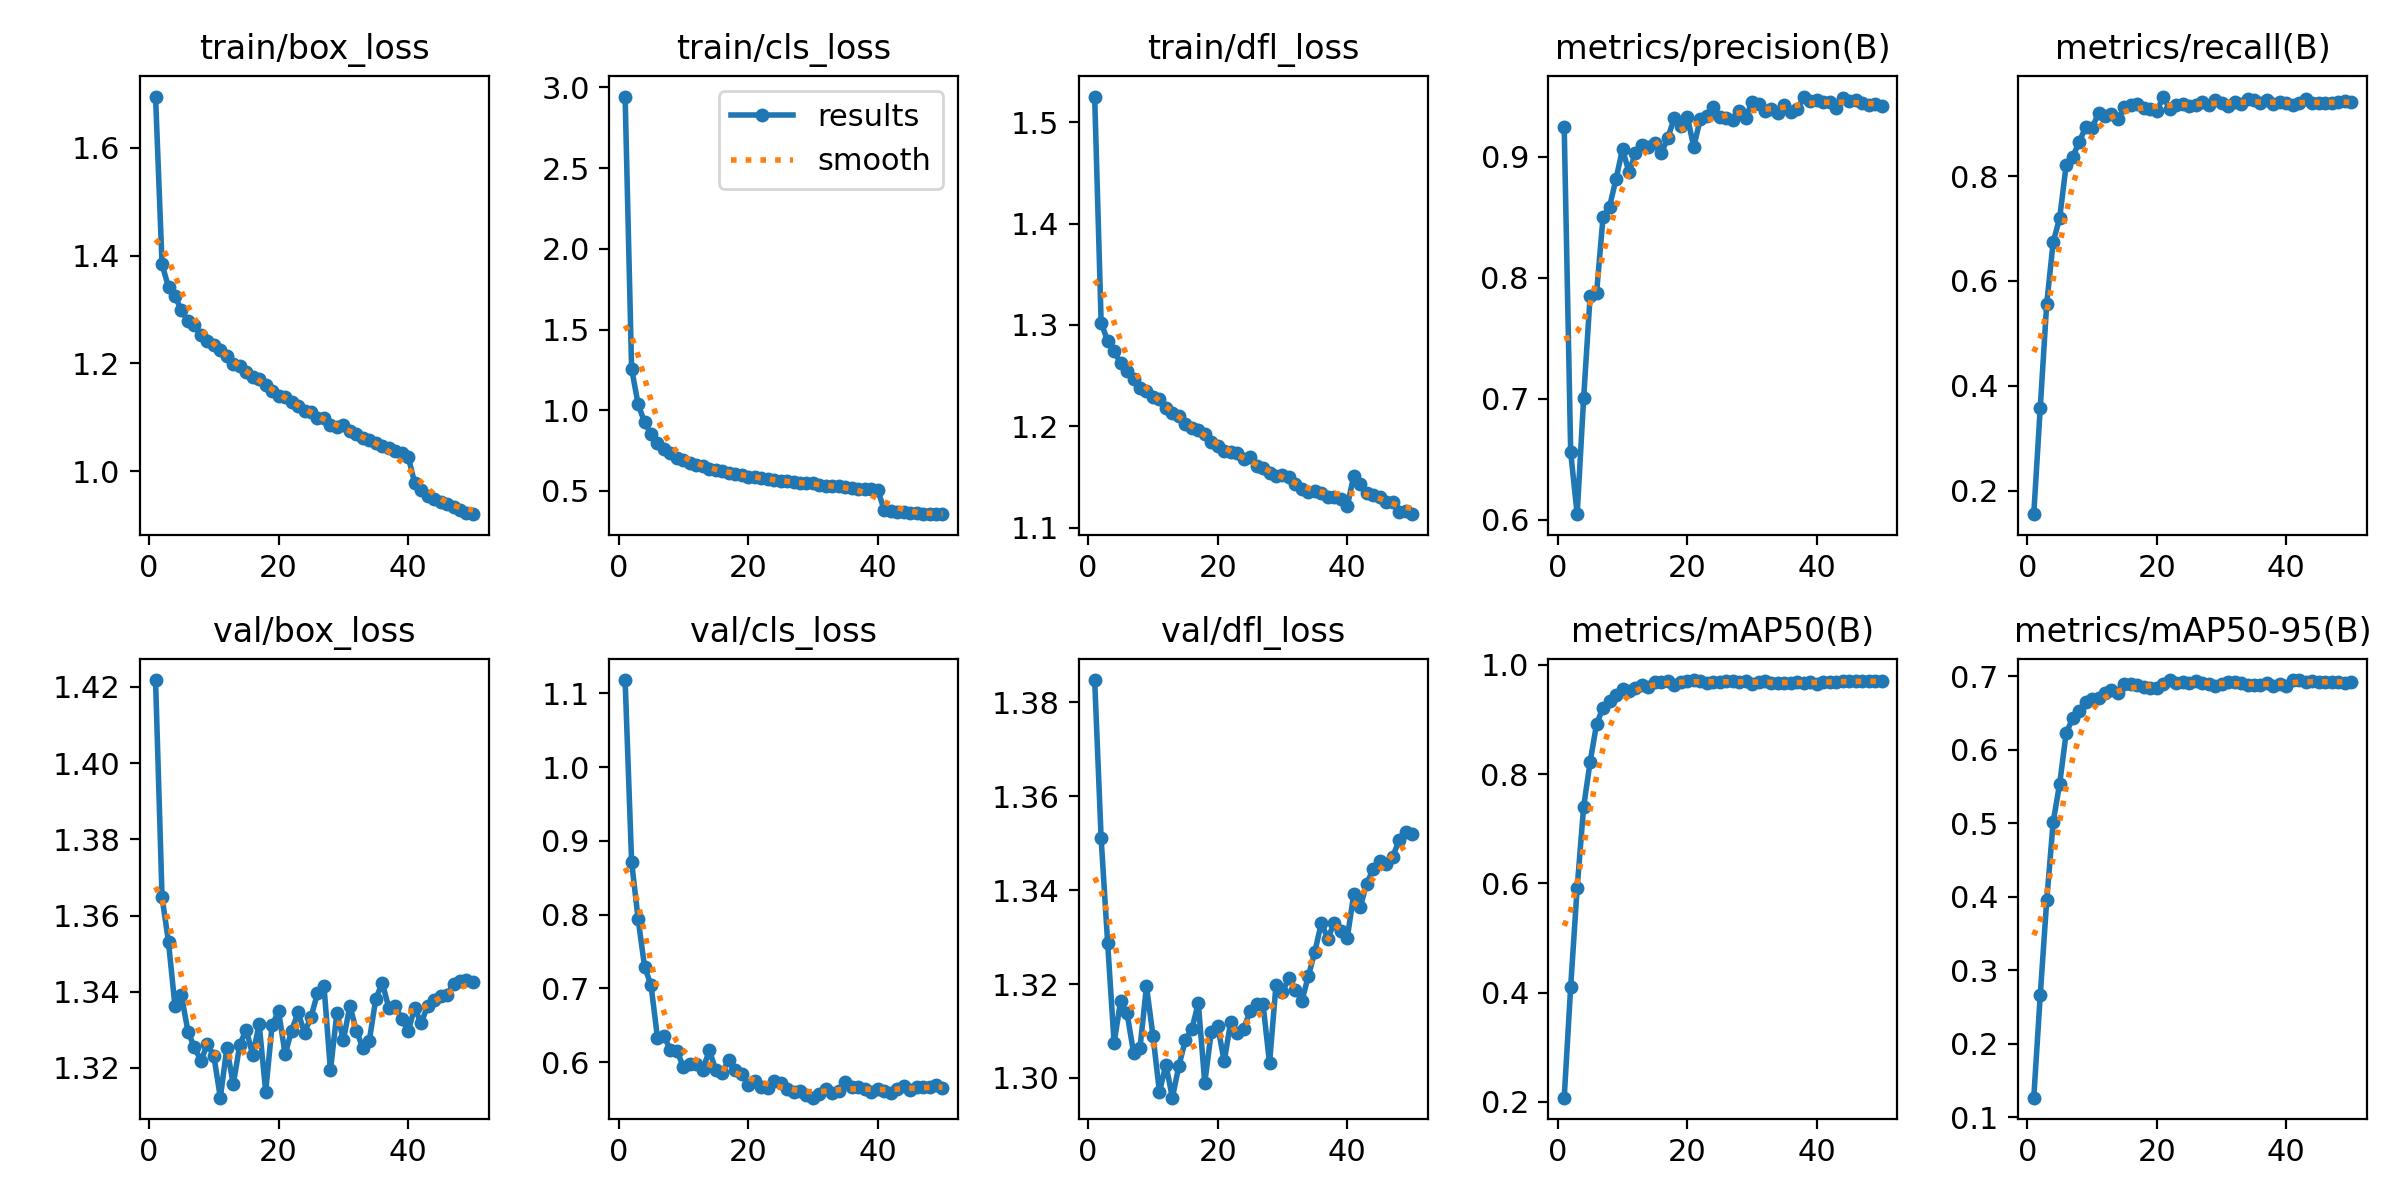 train/box_loss
train/cls_loss
train/dfl_loss
metrics/precision(B)
metrics/recall(B)
1.6
1.4
1.2
1.0
0 20 40
3.0
2.5
2.0
1.5
1.0
0.5
results
smooth
0 20 40
1.5
1.4
1.3
1.2
1.1
0 20 40
0.9
0.8
0.7
0.6
0 20 40
0.8
0.6
0.4
0.2
0 20 40
val/box_loss
val/cls_loss
val/dfl_loss
metrics/mAP50(B)
metrics/mAP50-95(B)
1.42
1.40
1.38
1.36
1.34
1.32
0 20 40
1.1
1.0
0.9
0.8
0.7
0.6
0 20 40
1.38
1.36
1.34
1.32
1.30
0 20 40
1.0
0.8
0.6
0.4
0.2
0 20 40
0.7
0.6
0.5
0.4
0.3
0.2
0.1
0 20 40